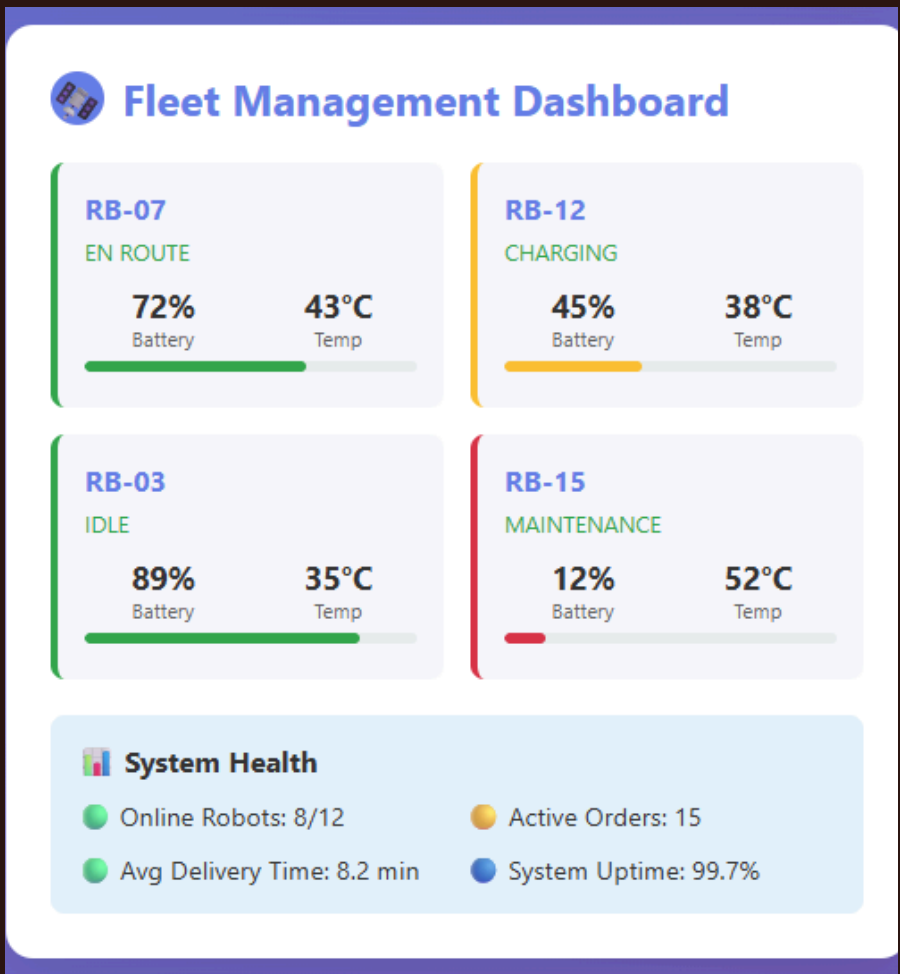 Fleet Management Dashboard
RB-07
EN ROUTE
72% 43°C
Battery Temp
RB-12
CHARGING
45% 38°C
Battery Temp
RB-03
IDLE
89% 35°C
Battery Temp
RB-15
MAINTENANCE
12% 52°C
Battery Temp
System Health
Online Robots: 8/12
Active Orders: 15
Avg Delivery Time: 8.2 min
System Uptime: 99.7%